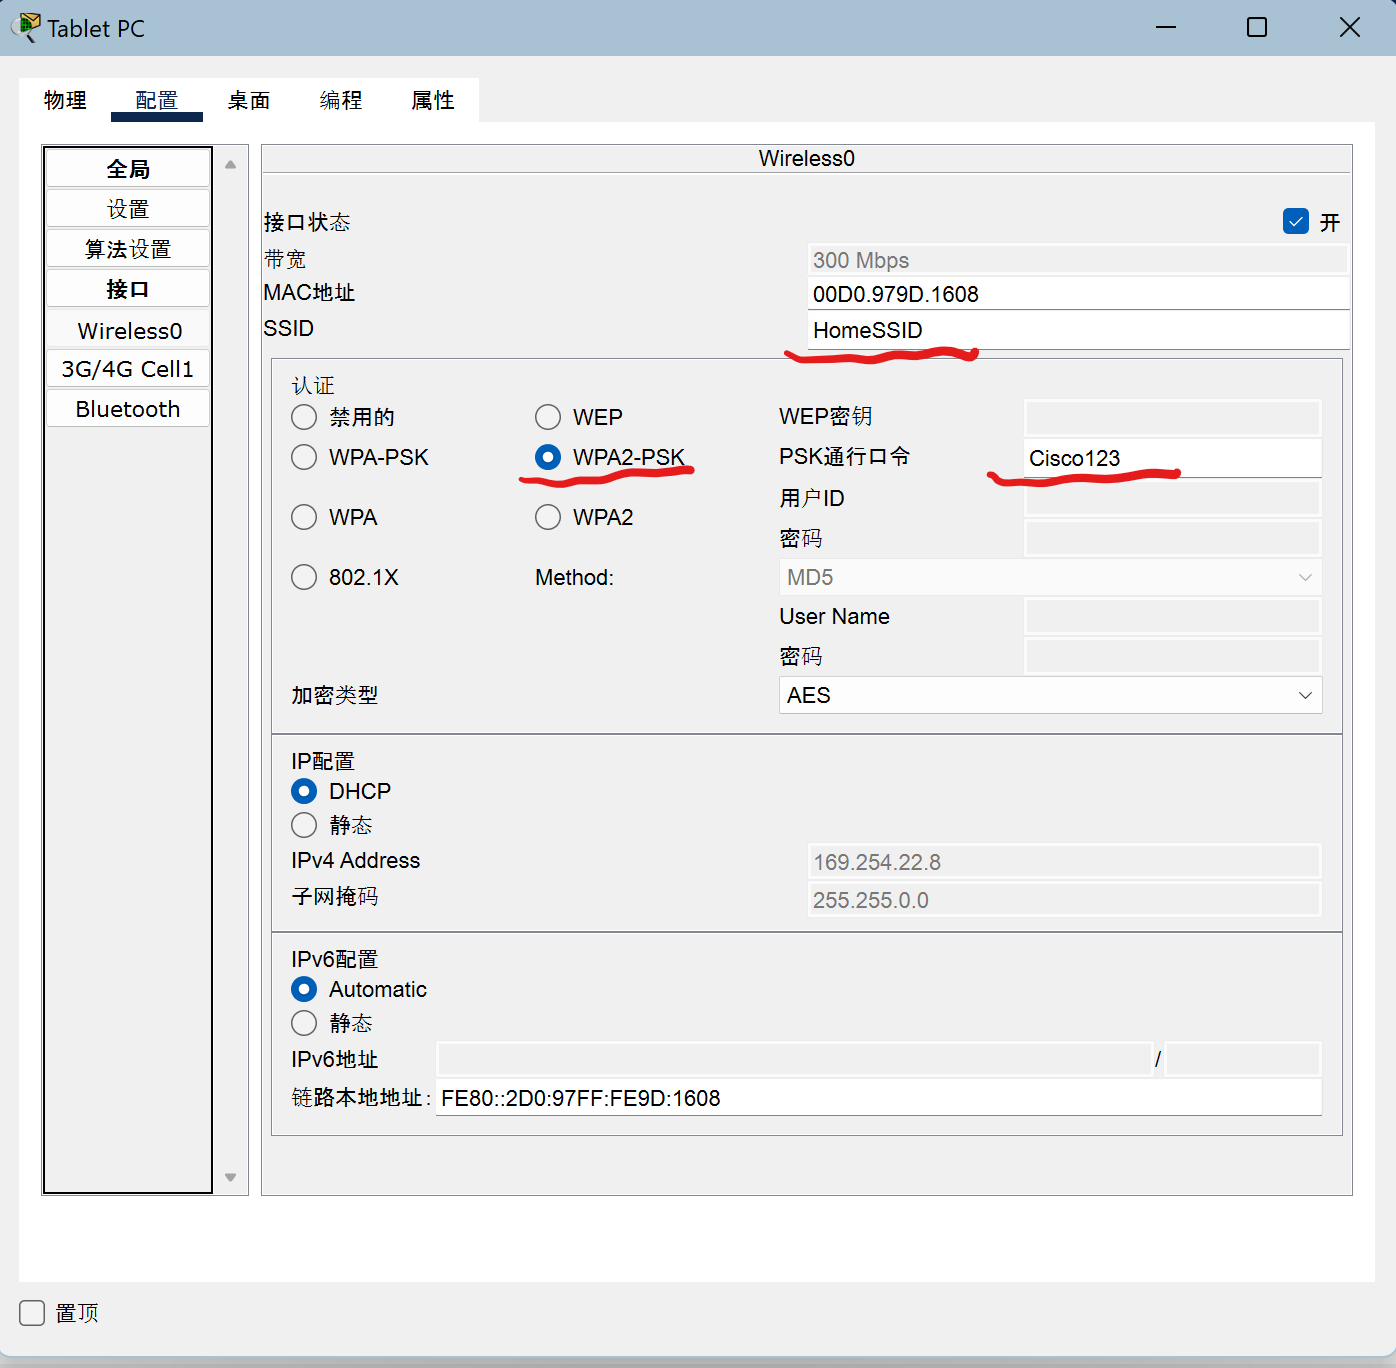 Tablet PC
物理 配置 桌面 编程 属性
全局
设置
算法设置
接口
Wireless0
3G/4G Cell1
Bluetooth
Wireless0
接口状态 开
带宽 300 Mbps
MAC地址 00D0.979D.1608
SSID HomeSSID
认证
禁用的 WEP WEP密钥
WPA-PSK WPA2-PSK PSK通行口令 Cisco123
用户ID
WPA WPA2
密码
802.1X Method: MD5
User Name
密码
加密类型 AES
IP配置
DHCP
静态
IPv4 Address 169.254.22.8
子网掩码 255.255.0.0
IPv6配置
Automatic
静态
IPv6地址 /
链路本地地址: FE80::2D0:97FF:FE9D:1608
置顶